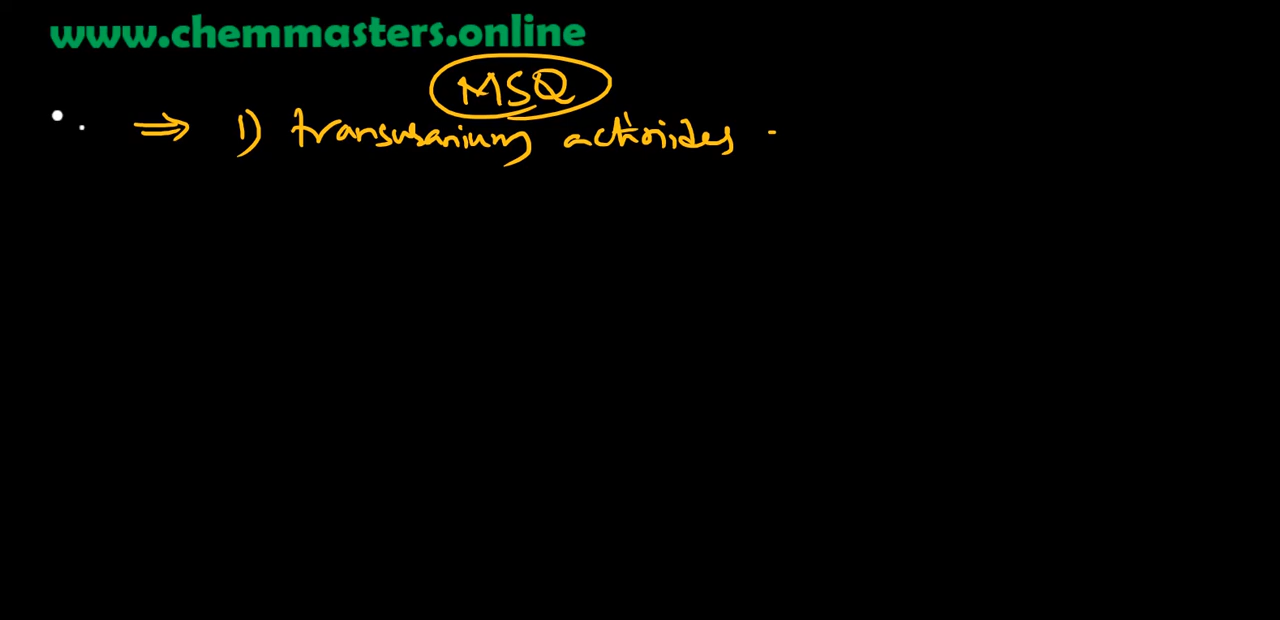 www.chemmasters.online
MSQ
⇒ 1) transuranium actinides -